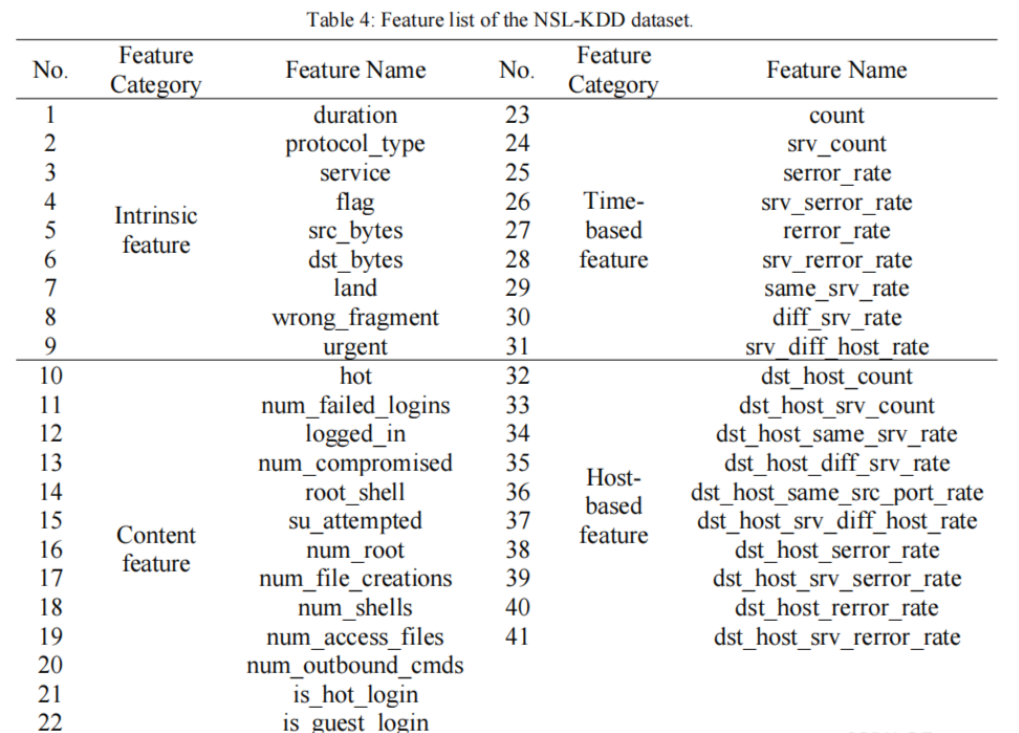 Table 4: Feature list of the NSL-KDD dataset.
No. Feature Category Feature Name No. Feature Category Feature Name
1 duration 23 count
2 protocol_type 24 srv_count
3 service 25 serror_rate
4 flag 26 Time- srv_serror_rate
5 Intrinsic feature src_bytes 27 based rerror_rate
6 dst_bytes 28 feature srv_rerror_rate
7 land 29 same_srv_rate
8 wrong_fragment 30 diff_srv_rate
9 urgent 31 srv_diff_host_rate
10 hot 32 dst_host_count
11 num_failed_logins 33 dst_host_srv_count
12 logged_in 34 dst_host_same_srv_rate
13 num_compromised 35 dst_host_diff_srv_rate
14 root_shell 36 Host-based feature dst_host_same_src_port_rate
15 su_attempted 37 dst_host_srv_diff_host_rate
16 Content feature num_root 38 dst_host_serror_rate
17 num_file_creations 39 dst_host_srv_serror_rate
18 num_shells 40 dst_host_rerror_rate
19 num_access_files 41 dst_host_srv_rerror_rate
20 num_outbound_cmds
21 is_hot_login
22 is_guest_login